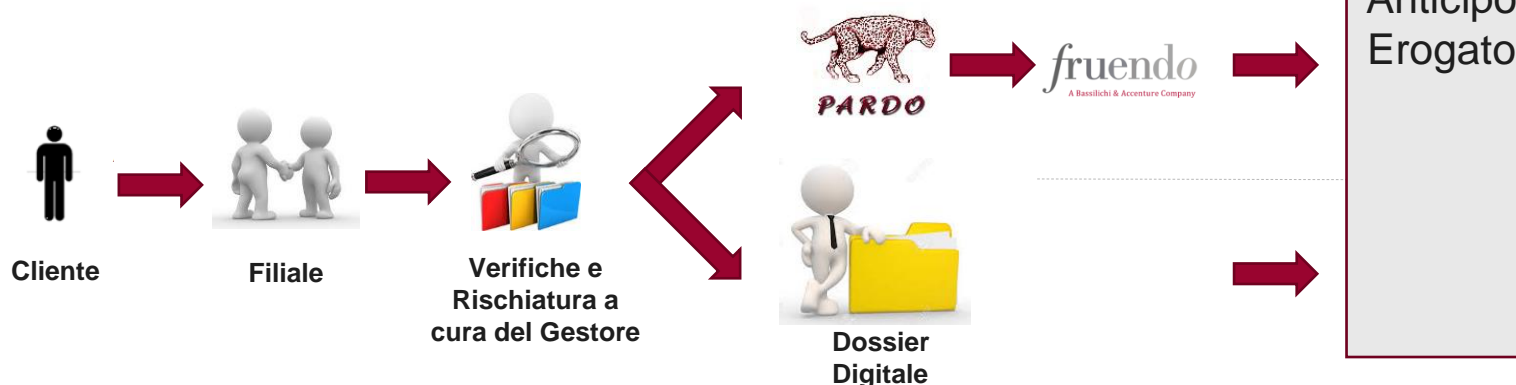 Anticipo
Erogato
PARDO
fruendo
A Bassilichi & Accenture Company
Cliente
Filiale
Verifiche e
Rischiatura a
cura del Gestore
Dossier
Digitale